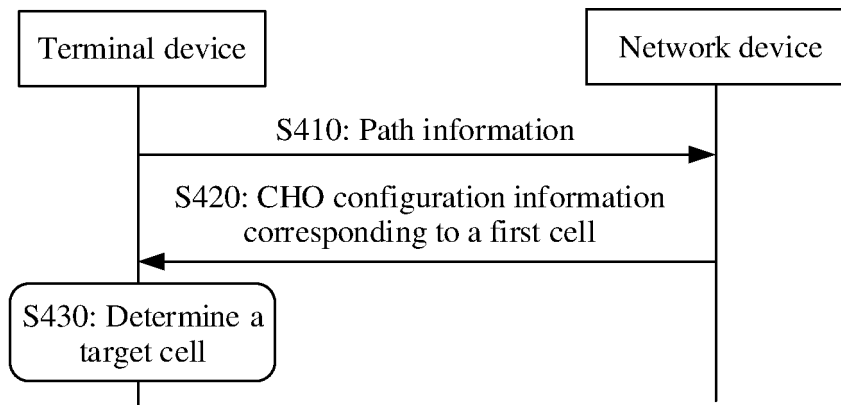 Terminal device
Network device
S410: Path information
S420: CHO configuration information
corresponding to a first cell
S430: Determine a
target cell